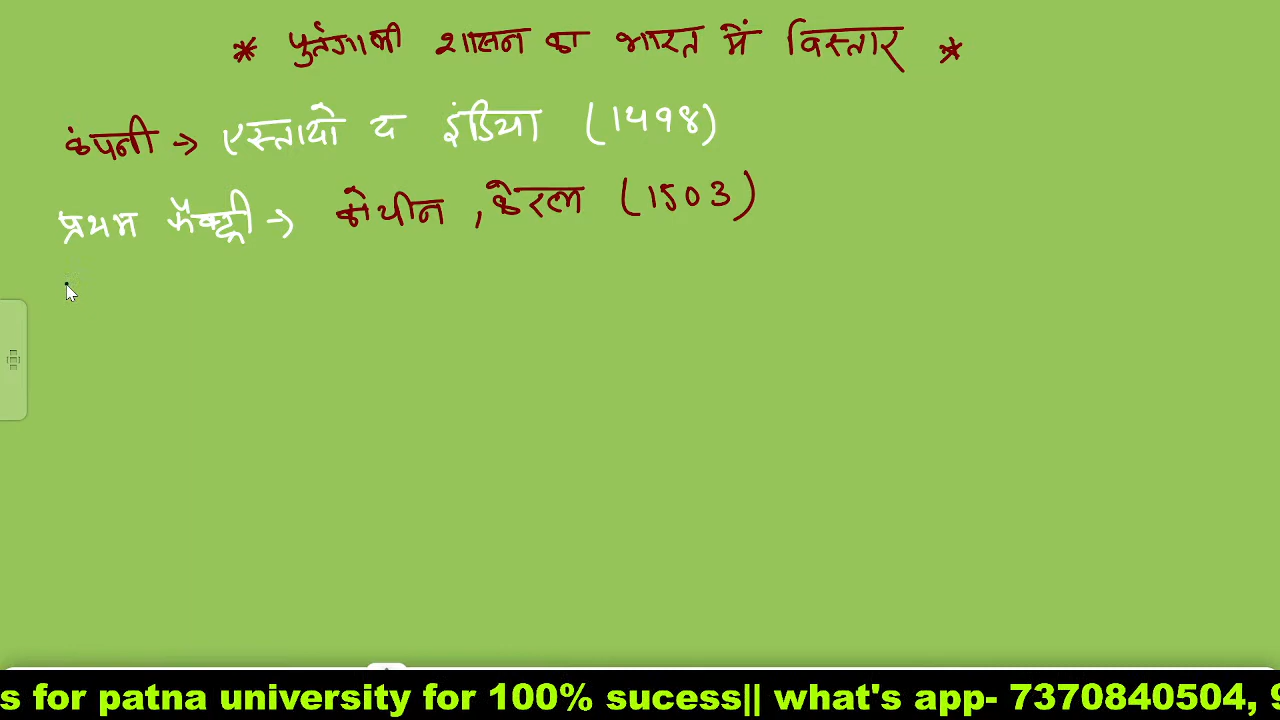 * पुर्तगाली शासन का भारत में विस्तार *
कंपनी → एस्तादो द इंडिया (1498)
प्रथम फैक्ट्री → कोचीन , केरल (1503)
s for patna university for 100% sucess|| what's app- 7370840504, 9